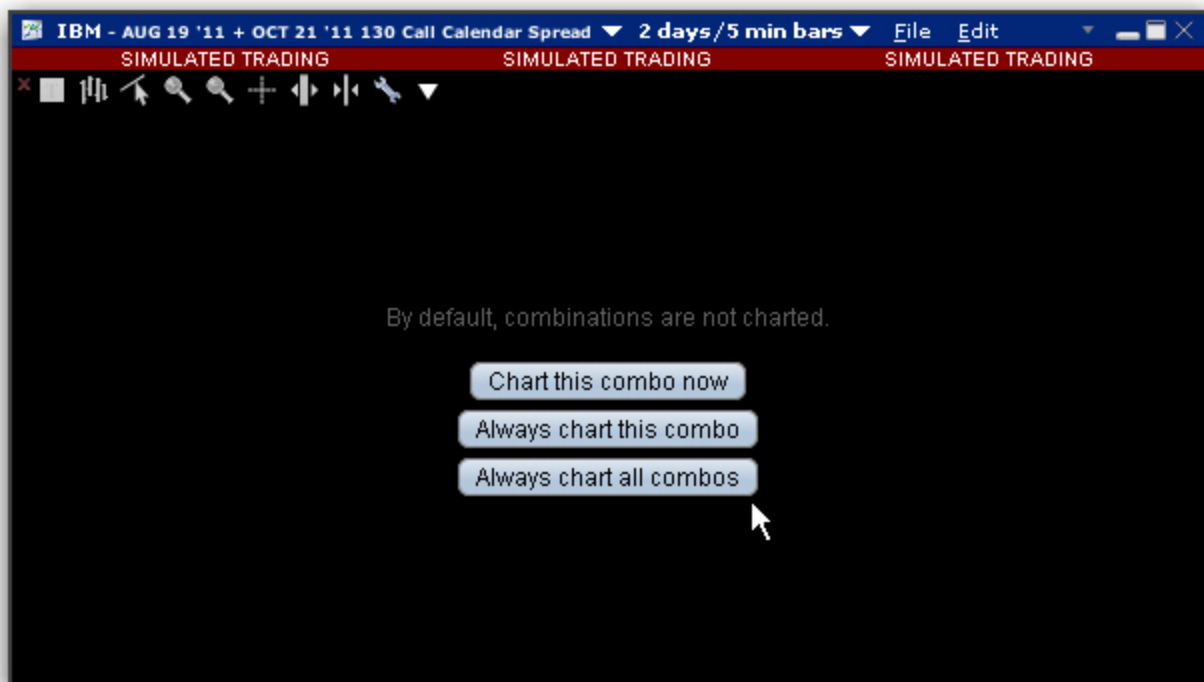 IBM - AUG 19 '11 + OCT 21 '11 130 Call Calendar Spread 2 days/5 min bars File Edit
SIMULATED TRADING SIMULATED TRADING SIMULATED TRADING
By default, combinations are not charted.
Chart this combo now
Always chart this combo
Always chart all combos